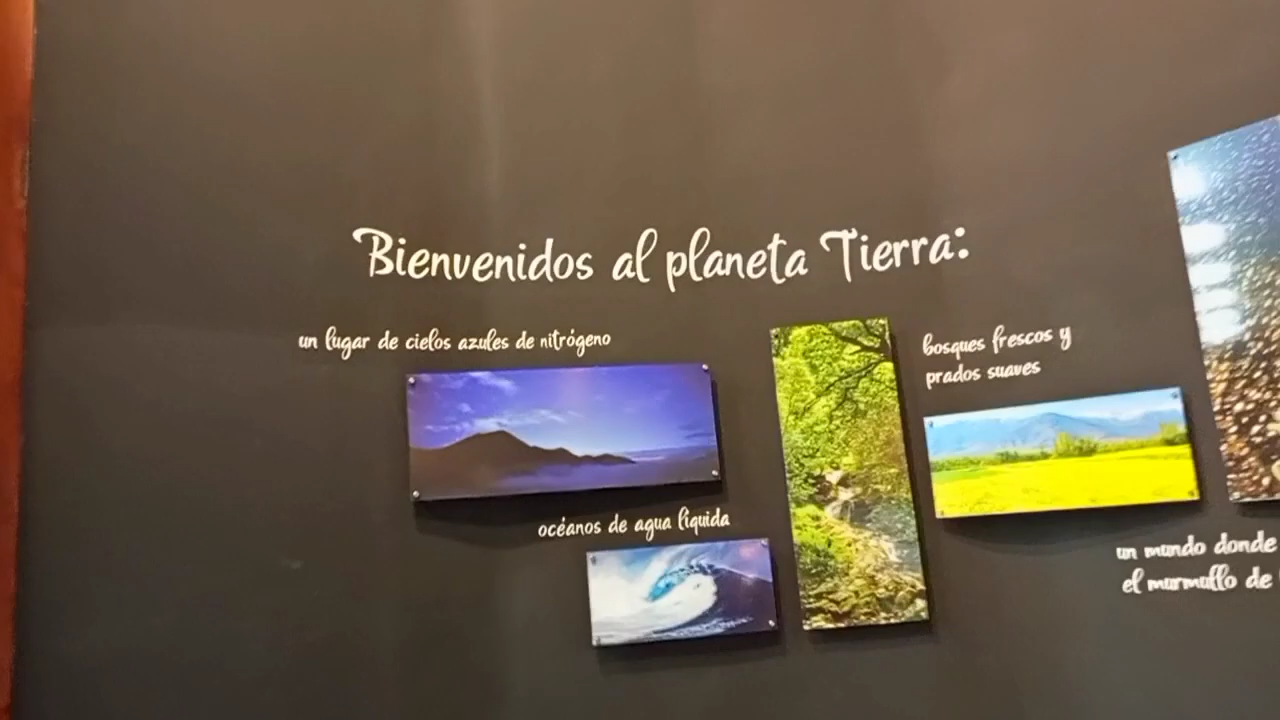 Bienvenidos al planeta Tierra:
un lugar de cielos azules de nitrógeno
océanos de agua líquida
bosques frescos y
prados suaves
un mundo donde
el murmullo de